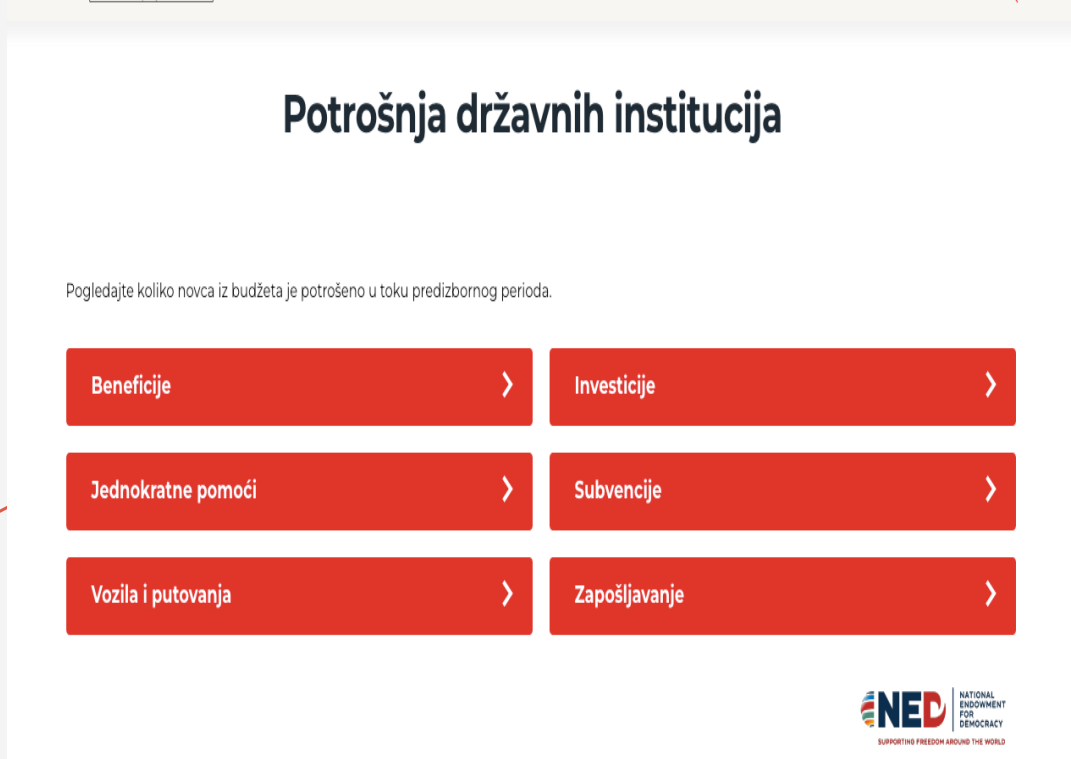 Potrošnja državnih institucija
Pogledajte koliko novca iz budžeta je potrošeno u toku predizbornog perioda.
Beneficije
Investicije
Jednokratne pomoći
Subvencije
Vozila i putovanja
Zapošljavanje
NED
NATIONAL
ENDOWMENT
FOR
DEMOCRACY
SUPPORTING FREEDOM AROUND THE WORLD